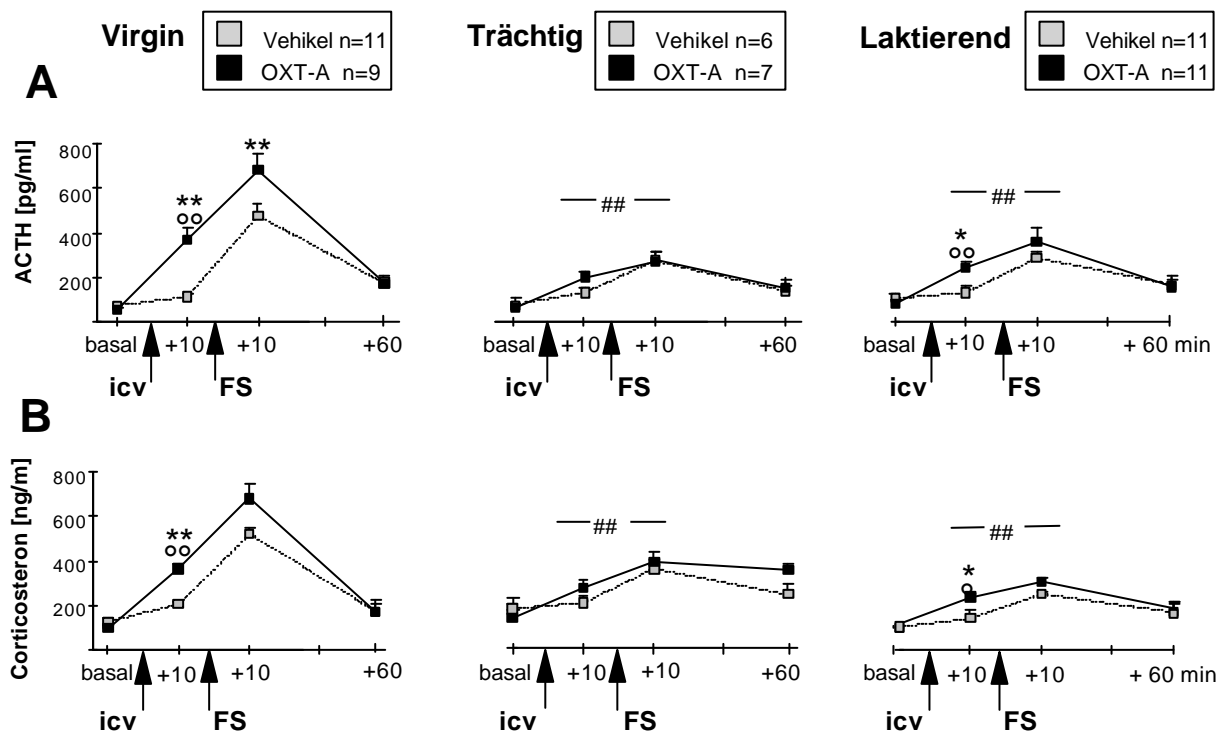 Virgin
Vehikel n=11
OXT-A n=9
Trächtig
Vehikel n=6
OXT-A n=7
Laktierend
Vehikel n=11
OXT-A n=11
A
ACTH [pg/ml]
800
600
400
200
**
**
°°
##
##
*
°°
basal +10 +10 +60
icv FS
basal +10 +10 +60
icv FS
basal +10 +10 + 60 min
icv FS
B
Corticosteron [ng/m]
800
600
400
200
**
°°
##
##
*
°
basal +10 +10 +60
icv FS
basal +10 +10 +60
icv FS
basal +10 +10 + 60 min
icv FS